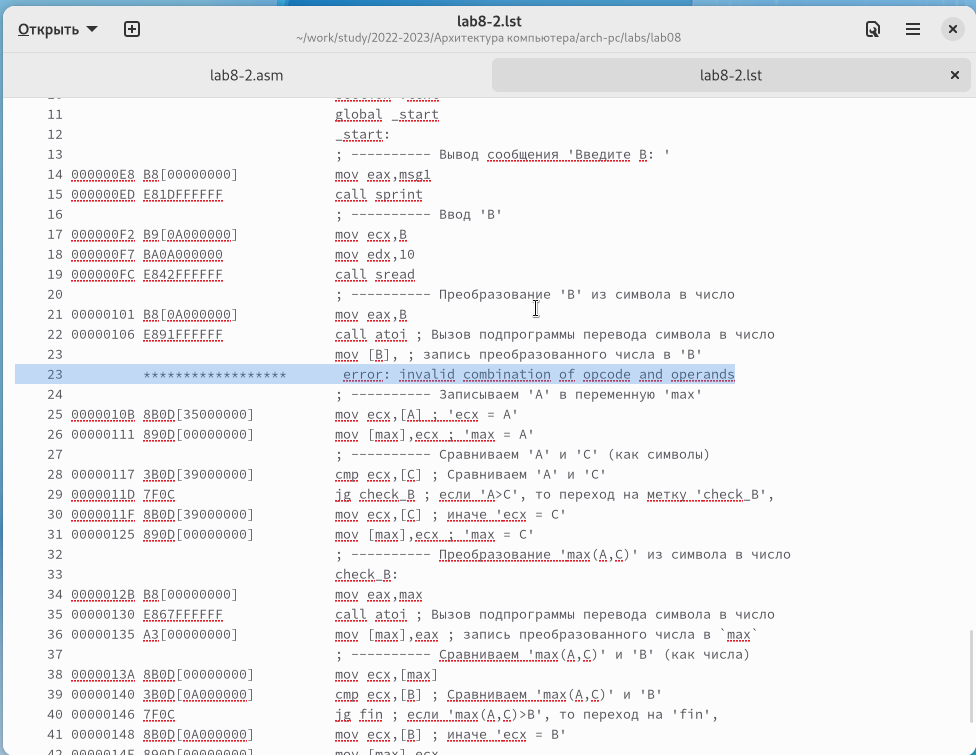 Открыть
lab8-2.lst
~/work/study/2022-2023/Архитектура компьютера/arch-pc/labs/lab08
lab8-2.asm
lab8-2.lst
11 global _start
12 _start:
13 ; ---------- Вывод сообщения 'Введите B: '
14 000000E8 B8[00000000] mov eax,msg1
15 000000ED E81DFFFFFF call sprint
16 ; ---------- Ввод 'B'
17 000000F2 B9[0A000000] mov ecx,B
18 000000F7 BA0A000000 mov edx,10
19 000000FC E842FFFFFF call sread
20 ; ---------- Преобразование 'B' из символа в число
21 00000101 B8[0A000000] mov eax,B
22 00000106 E891FFFFFF call atoi ; Вызов подпрограммы перевода символа в число
23 mov [B], ; запись преобразованного числа в 'B'
23 ****************** error: invalid combination of opcode and operands
24 ; ---------- Записываем 'A' в переменную 'max'
25 0000010B 8B0D[35000000] mov ecx,[A] ; 'ecx = A'
26 00000111 890D[00000000] mov [max],ecx ; 'max = A'
27 ; ---------- Сравниваем 'A' и 'C' (как символы)
28 00000117 3B0D[39000000] cmp ecx,[C] ; Сравниваем 'A' и 'C'
29 0000011D 7F0C jg check_B ; если 'A>C', то переход на метку 'check_B',
30 0000011F 8B0D[39000000] mov ecx,[C] ; иначе 'ecx = C'
31 00000125 890D[00000000] mov [max],ecx ; 'max = C'
32 ; ---------- Преобразование 'max(A,C)' из символа в число
33 check_B:
34 0000012B B8[00000000] mov eax,max
35 00000130 E867FFFFFF call atoi ; Вызов подпрограммы перевода символа в число
36 00000135 A3[00000000] mov [max],eax ; запись преобразованного числа в `max`
37 ; ---------- Сравниваем 'max(A,C)' и 'B' (как числа)
38 0000013A 8B0D[00000000] mov ecx,[max]
39 00000140 3B0D[0A000000] cmp ecx,[B] ; Сравниваем 'max(A,C)' и 'B'
40 00000146 7F0C jg fin ; если 'max(A,C)>B', то переход на 'fin',
41 00000148 8B0D[0A000000] mov ecx,[B] ; иначе 'ecx = B'